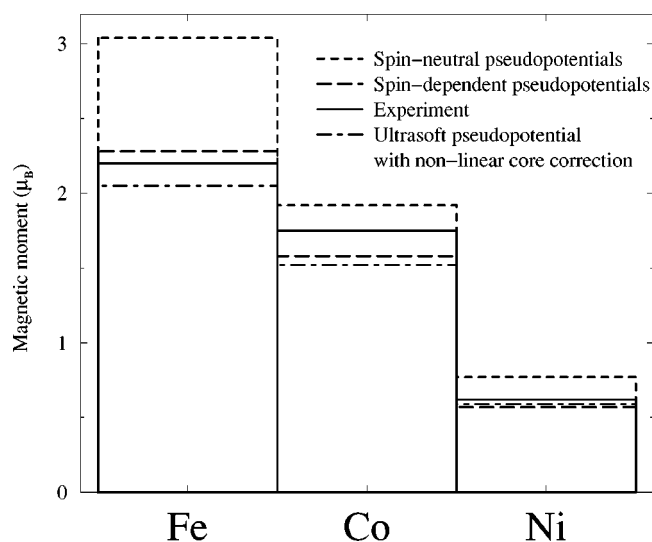 3
2
1
0
Magnetic moment (μB)
Spin−neutral pseudopotentials
Spin−dependent pseudopotentials
Experiment
Ultrasoft pseudopotential
with non−linear core correction
Fe Co Ni